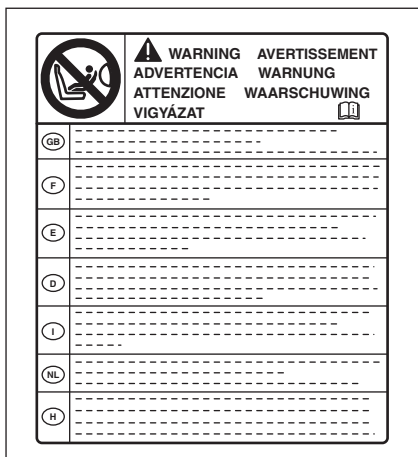 WARNING AVERTISSEMENT
ADVERTENCIA WARNUNG
ATTENZIONE WAARSCHUWING
VIGYÁZAT
GB
F
E
D
I
NL
H